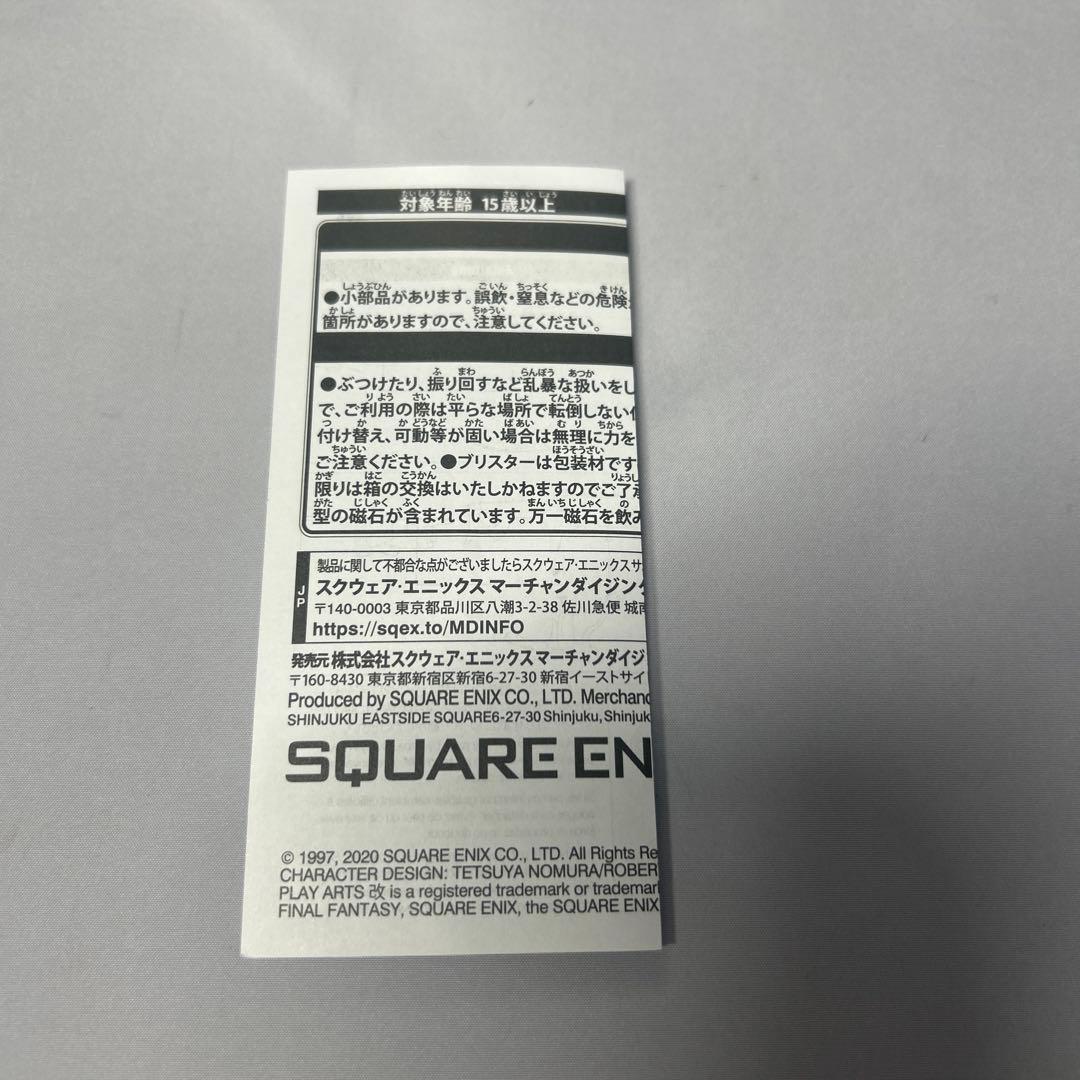 対象年齢 15歳以上
●小部品があります。誤飲・窒息などの危険
箇所がありますので、注意してください。
●ぶつけたり、振り回すなど乱暴な扱いをし
で、ご利用の際は平らな場所で転倒しない
付け替え、可動等が固い場合は無理に力を
ご注意ください。●ブリスターは包装材です
限りは箱の交換はいたしかねますのでご了
型の磁石が含まれています。万一磁石を飲み
JP
製品に関して不都合な点がございましたらスクウェア・エニックスサ
スクウェア・エニックス マーチャンダイジング
〒140-0003 東京都品川区八潮3-2-38 佐川急便 城南
https://sqex.to/MDINFO
発売元 株式会社スクウェア・エニックス マーチャンダイジ
〒160-8430 東京都新宿区新宿6-27-30 新宿イーストサイ
Produced by SQUARE ENIX CO., LTD. Merchand
SHINJUKU EASTSIDE SQUARE6-27-30 Shinjuku, Shinjuk
SQUARE EN
© 1997, 2020 SQUARE ENIX CO., LTD. All Rights Re
CHARACTER DESIGN: TETSUYA NOMURA/ROBER
PLAY ARTS 改 is a registered trademark or trademar
FINAL FANTASY, SQUARE ENIX, the SQUARE ENIX